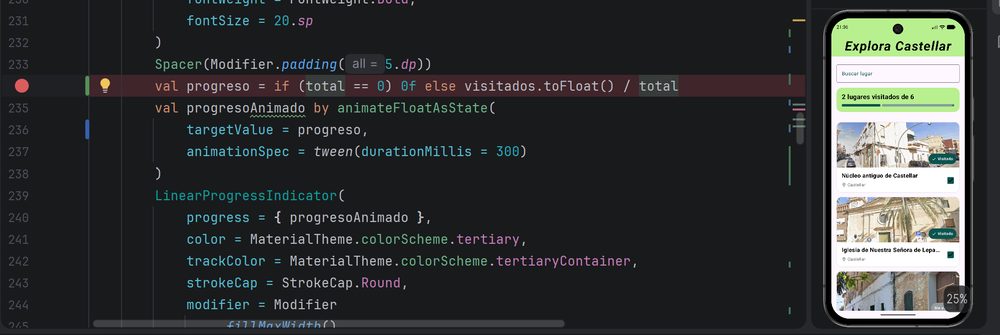 230 fontWeight = FontWeight.Bold,
231 fontSize = 20.sp
232 )
233 Spacer(Modifier.padding( all = 5.dp))
val progreso = if (total == 0) 0f else visitados.toFloat() / total
235 val progresoAnimado by animateFloatAsState(
236 targetValue = progreso,
237 animationSpec = tween(durationMillis = 300)
238 )
239 LinearProgressIndicator(
240 progress = { progresoAnimado },
241 color = MaterialTheme.colorScheme.tertiary,
242 trackColor = MaterialTheme.colorScheme.tertiaryContainer,
243 strokeCap = StrokeCap.Round,
244 modifier = Modifier
245 .fillMaxWidth()
Explora Castellar
Buscar lugar
2 lugares visitados de 6
✓ Visitado
Núcleo antiguo de Castellar
Castellar
✓ Visitado
Iglesia de Nuestra Señora de Lepa...
Castellar
25%